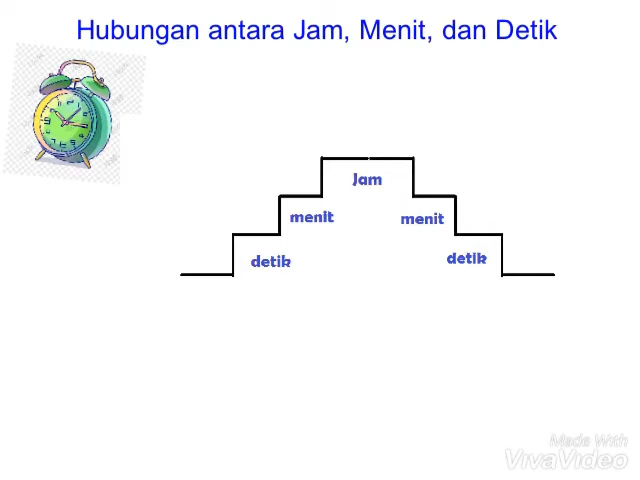 Hubungan antara Jam, Menit, dan Detik
Jam
menit
menit
detik
detik
Made With
VivaVideo